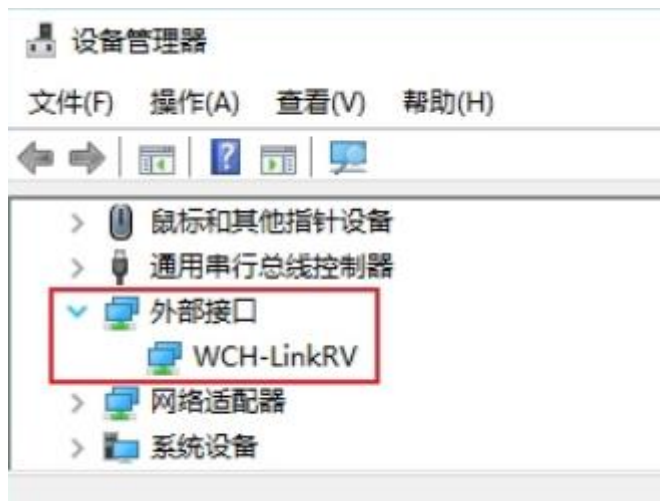 设备管理器
文件(F) 操作(A) 查看(V) 帮助(H)
鼠标和其他指针设备
通用串行总线控制器
外部接口
WCH-LinkRV
网络适配器
系统设备